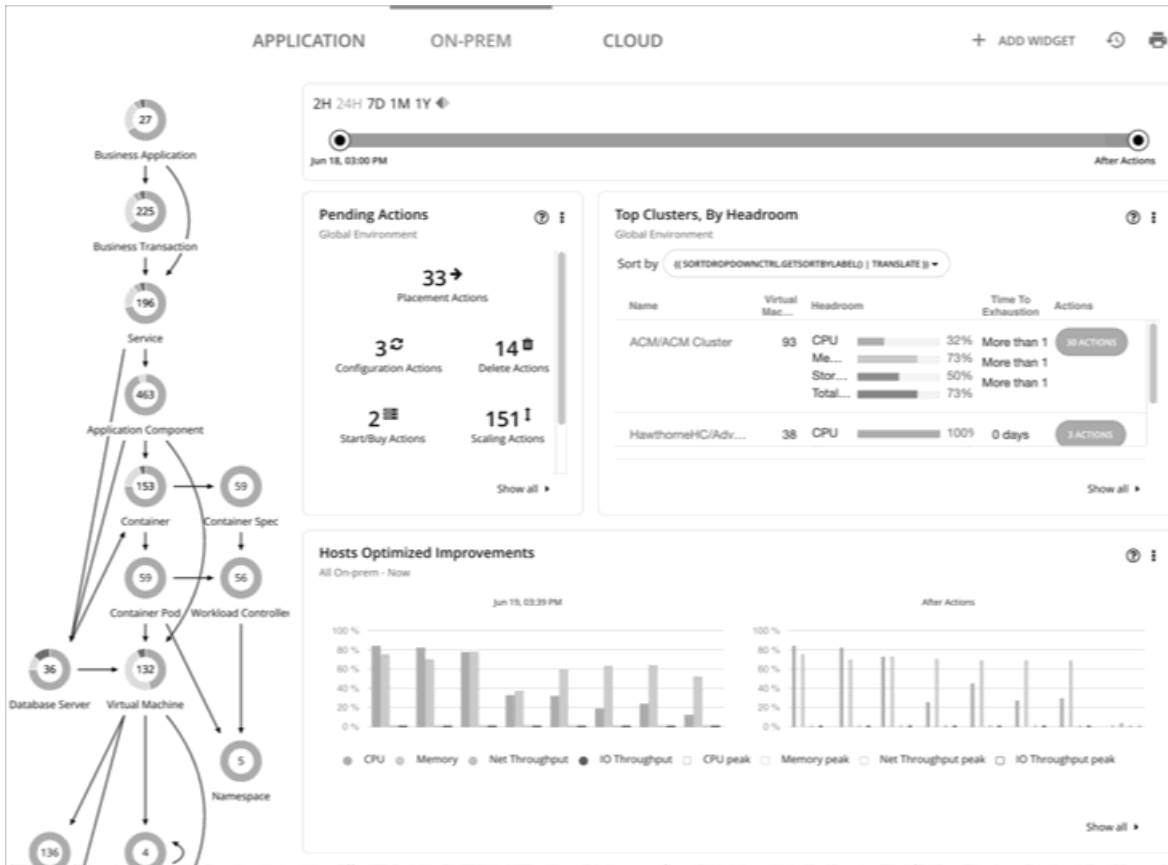 APPLICATION ON-PREM CLOUD + ADD WIDGET
27
Business Application
225
Business Transaction
196
Service
463
Application Component
153 59
Container Container Spec
59 56
Container Pod Workload Controller
36 132
Database Server Virtual Machine
5
Namespace
136 4
2H 24H 7D 1M 1Y
Jun 18, 03:00 PM After Actions
Pending Actions
Global Environment
33
Placement Actions
3 14
Configuration Actions Delete Actions
2 151
Start/Buy Actions Scaling Actions
Show all
Top Clusters, By Headroom
Global Environment
Sort by {{ SORTDROPDOWNCTRL.GETSORTBYLABEL() | TRANSLATE }}
Name Virtual Mac... Headroom Time To Exhaustion Actions
ACM/ACM Cluster 93 CPU 32% More than 1 30 ACTIONS
Me... 73% More than 1
Stor... 50% More than 1
Total... 73%
HawthorneHC/Adv... 38 CPU 100% 0 days 3 ACTIONS
Show all
Hosts Optimized Improvements
All On-prem - Now
Jun 19, 03:39 PM After Actions
100 % 100 %
80 % 80 %
60 % 60 %
40 % 40 %
20 % 20 %
0 % 0 %
CPU Memory Net Throughput IO Throughput CPU peak Memory peak Net Throughput peak IO Throughput peak
Show all